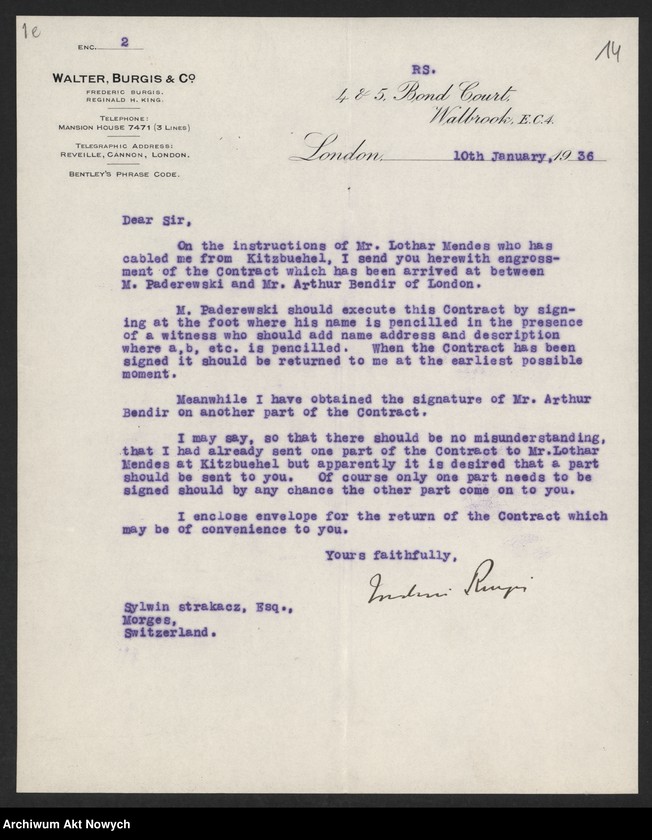 1e
14
ENC. 2
WALTER, BURGIS & Co
FREDERIC BURGIS.
REGINALD H. KING.
TELEPHONE:
MANSION HOUSE 7471 (3 LINES)
TELEGRAPHIC ADDRESS:
REVEILLE, CANNON, LONDON.
BENTLEY'S PHRASE CODE.
RS.
4 & 5, Bond Court,
Walbrook, E.C.4.
London, 10th January, 1936
Dear Sir,
On the instructions of Mr. Lothar Mendes who has
cabled me from Kitzbuehel, I send you herewith engross-
ment of the Contract which has been arrived at between
M. Paderewski and Mr. Arthur Bendir of London.
M. Paderewski should execute this Contract by sign-
ing at the foot where his name is pencilled in the presence
of a witness who should add name address and description
where a,b, etc. is pencilled. When the Contract has been
signed it should be returned to me at the earliest possible
moment.
Meanwhile I have obtained the signature of Mr. Arthur
Bendir on another part of the Contract.
I may say, so that there should be no misunderstanding,
that I had already sent one part of the Contract to Mr.Lothar
Mendes at Kitzbuehel but apparently it is desired that a part
should be sent to you. Of course only one part needs to be
signed should by any chance the other part come on to you.
I enclose envelope for the return of the Contract which
may be of convenience to you.
Yours faithfully,
Burgis
Sylwin strakacz, Esq.,
Morges,
Switzerland.
Archiwum Akt Nowych